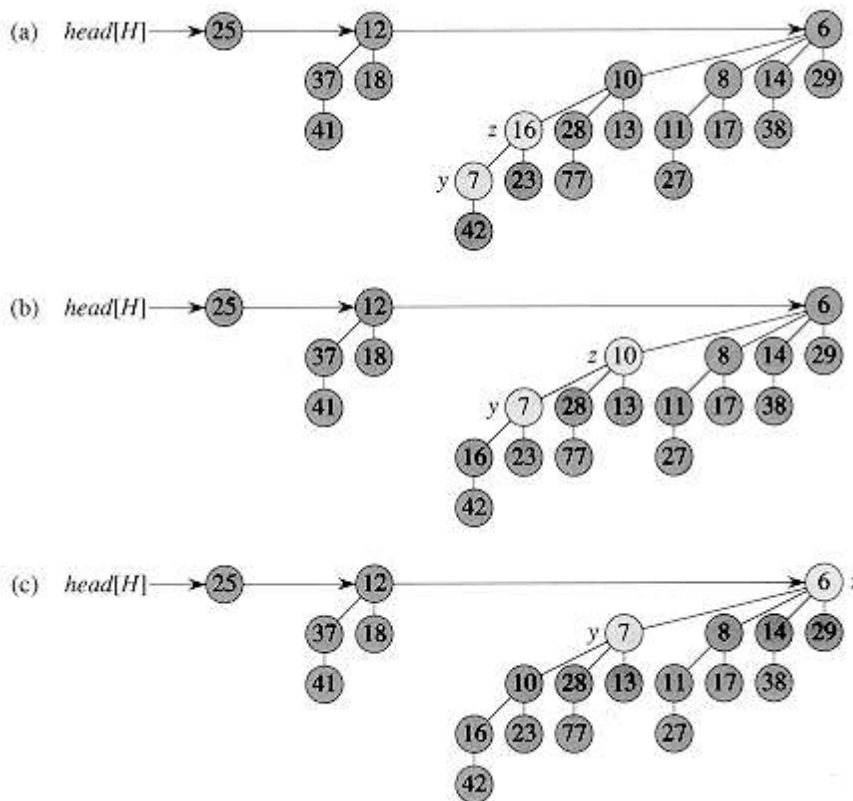 (a) head[H] 25 12 6
37 18 10 8 14 29
41 z 16 28 13 11 17 38
y 7 23 77 27
42
(b) head[H] 25 12 6
37 18 z 10 8 14 29
41 y 7 28 13 11 17 38
16 23 77 27
42
(c) head[H] 25 12 6
37 18 y 7 8 14 29
41 10 28 13 11 17 38
16 23 77 27
42